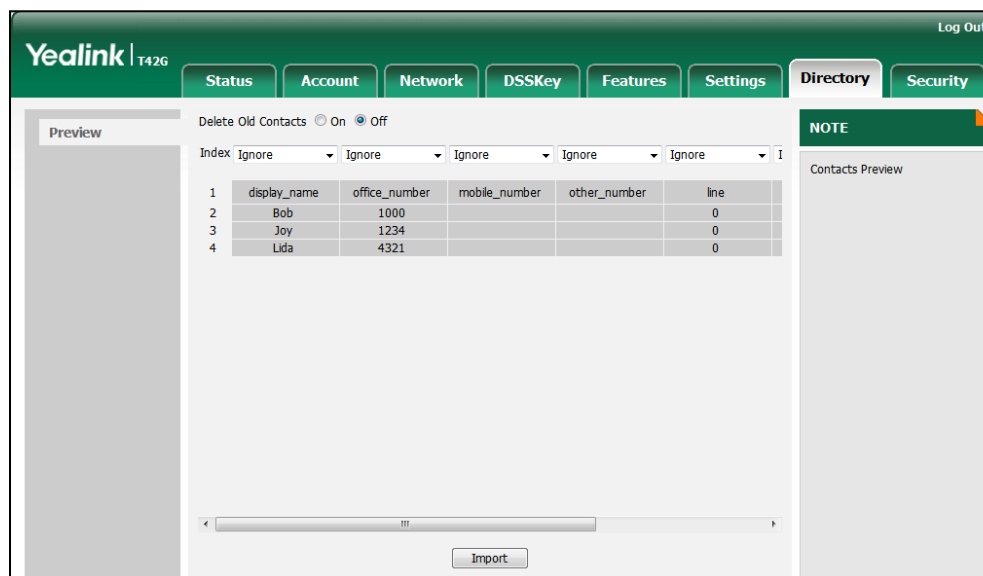 Log Out
Yealink | T42G
Status Account Network DSSKey Features Settings Directory Security
Preview
Delete Old Contacts On Off
NOTE
Index Ignore Ignore Ignore Ignore Ignore I
Contacts Preview
1 display_name office_number mobile_number other_number line
2 Bob 1000 0
3 Joy 1234 0
4 Lida 4321 0
Import